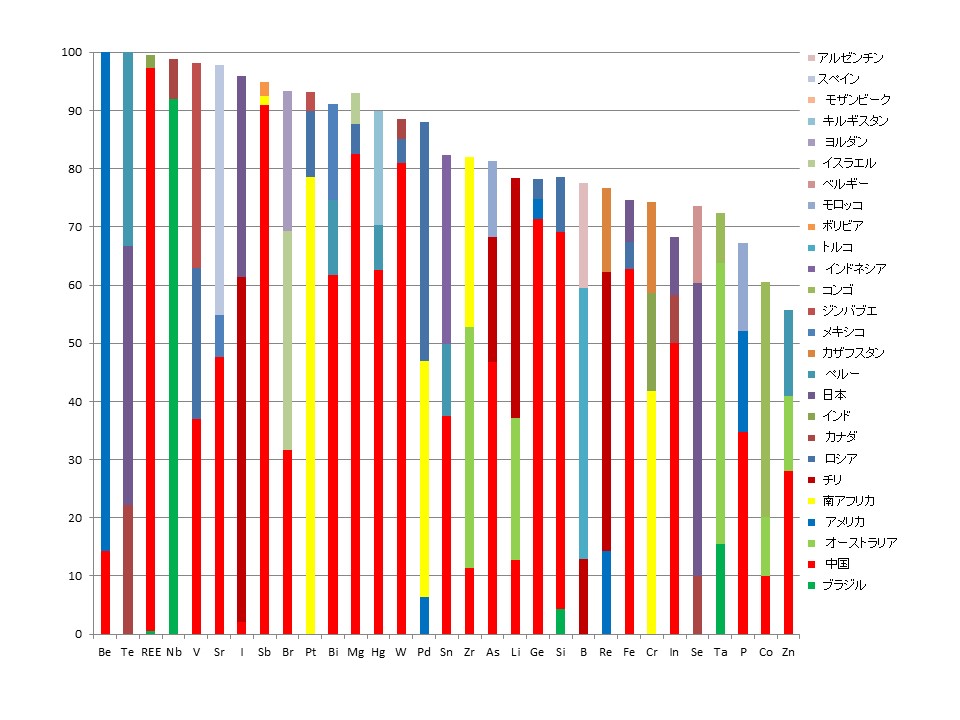 100
90
80
70
60
50
40
30
20
10
0
Be Te REE Nb V Sr I Sb Br Pt Bi Mg Hg W Pd Sn Zr As Li Ge Si B Re Fe Cr In Se Ta P Co Zn
アルゼンチン
スペイン
モザンビーク
キルギスタン
ヨルダン
イスラエル
ベルギー
モロッコ
ボリビア
トルコ
インドネシア
コンゴ
ジンバブエ
メキシコ
カザフスタン
ペルー
日本
インド
カナダ
ロシア
チリ
南アフリカ
アメリカ
オーストラリア
中国
ブラジル